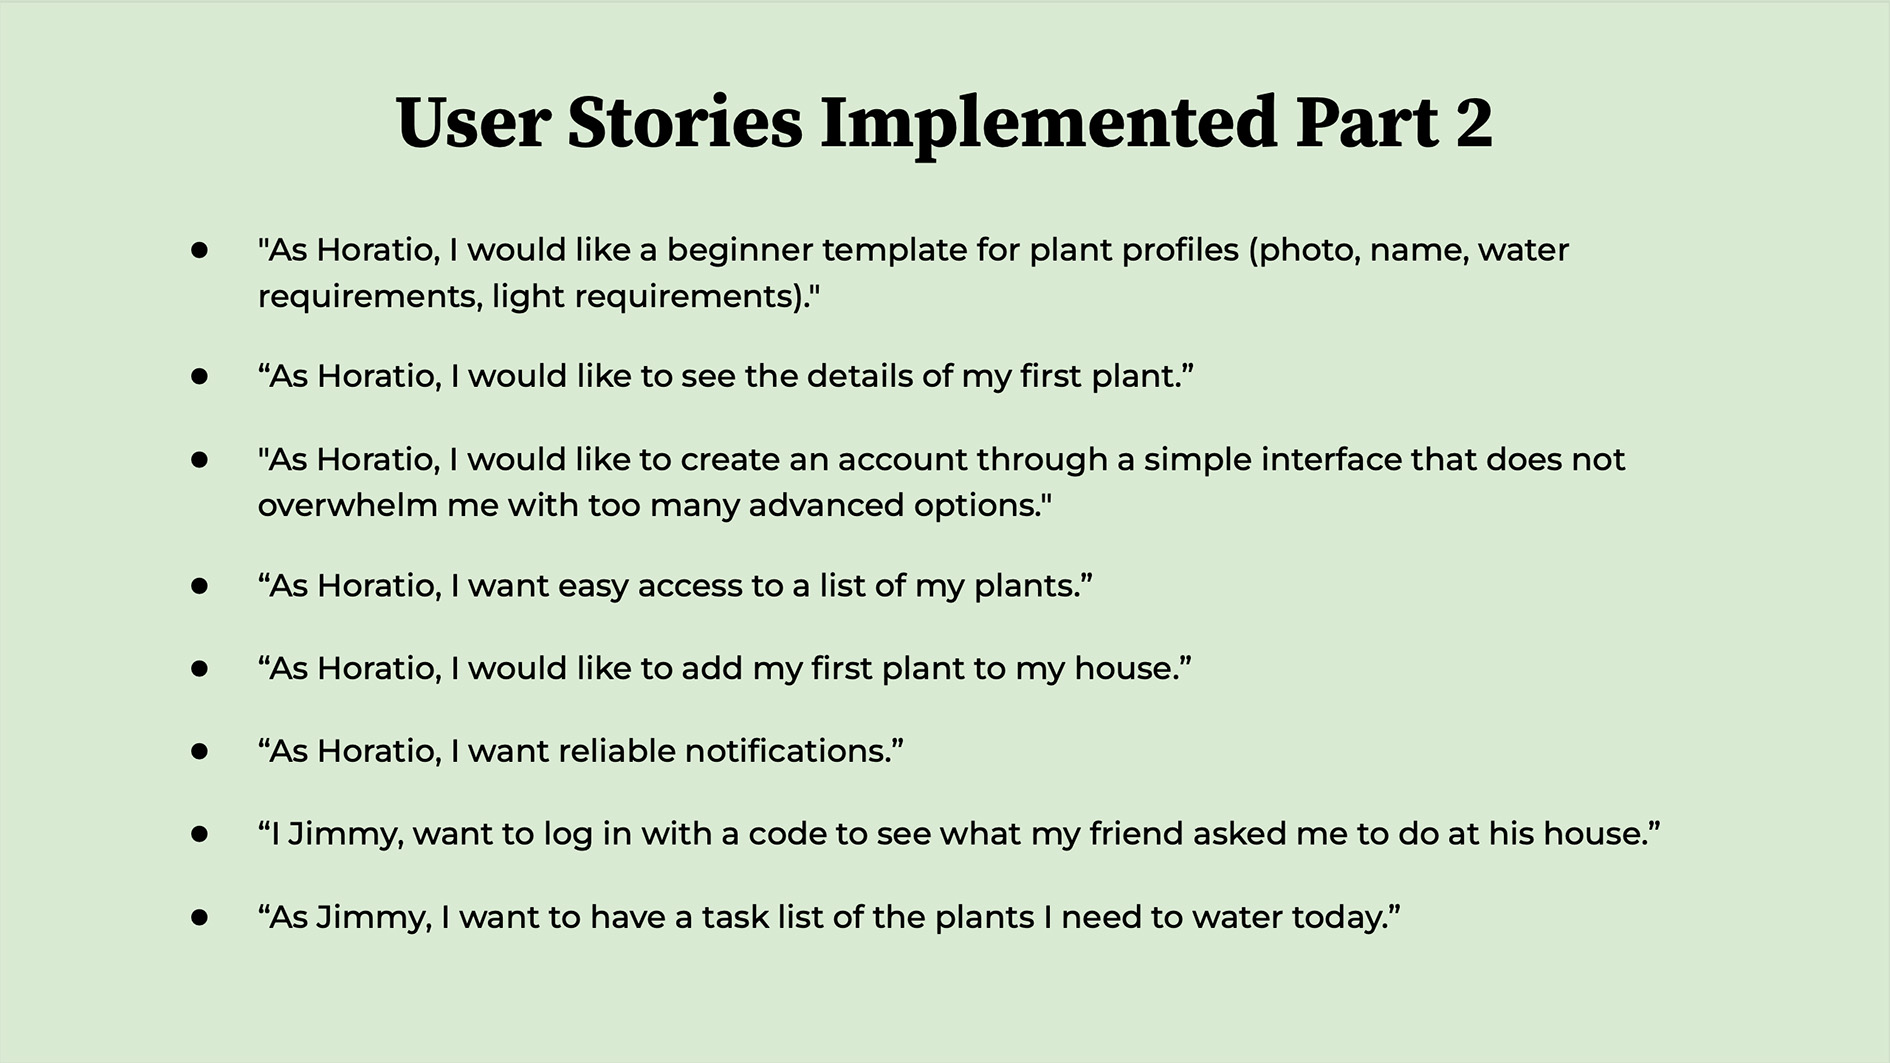 User Stories Implemented Part 2
● "As Horatio, I would like a beginner template for plant profiles (photo, name, water
requirements, light requirements)."
● “As Horatio, I would like to see the details of my first plant.”
● "As Horatio, I would like to create an account through a simple interface that does not
overwhelm me with too many advanced options."
● “As Horatio, I want easy access to a list of my plants.”
● “As Horatio, I would like to add my first plant to my house.”
● “As Horatio, I want reliable notifications.”
● “I Jimmy, want to log in with a code to see what my friend asked me to do at his house.”
● “As Jimmy, I want to have a task list of the plants I need to water today.”